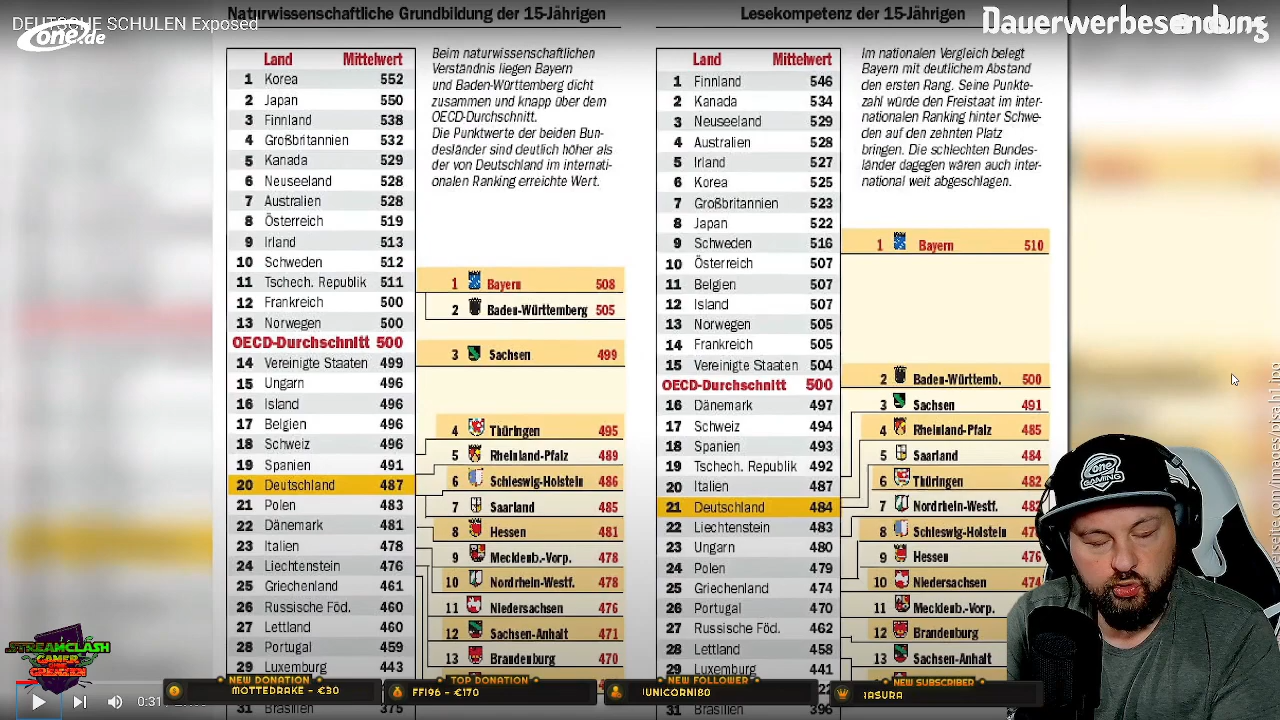 DEUTSCHE SCHULEN Exposed
one.de
Dauerwerbesendung
Naturwissenschaftliche Grundbildung der 15-Jährigen
Land Mittelwert
1 Korea 552
2 Japan 550
3 Finnland 538
4 Großbritannien 532
5 Kanada 529
6 Neuseeland 528
7 Australien 528
8 Österreich 519
9 Irland 513
10 Schweden 512
11 Tschech. Republik 511
12 Frankreich 500
13 Norwegen 500
OECD-Durchschnitt 500
14 Vereinigte Staaten 499
15 Ungarn 496
16 Island 496
17 Belgien 496
18 Schweiz 496
19 Spanien 491
20 Deutschland 487
21 Polen 483
22 Dänemark 481
23 Italien 478
24 Liechtenstein 476
25 Griechenland 461
26 Russische Föd. 460
27 Lettland 460
28 Portugal 459
29 Luxemburg 443
31 Brasilien 375
Beim naturwissenschaftlichen
Verständnis liegen Bayern
und Baden-Württemberg dicht
zusammen und knapp über dem
OECD-Durchschnitt.
Die Punktwerte der beiden Bun-
desländer sind deutlich höher als
der von Deutschland im internati-
onalen Ranking erreichte Wert.
1 Bayern 508
2 Baden-Württemberg 505
3 Sachsen 499
4 Thüringen 495
5 Rheinland-Pfalz 489
6 Schleswig-Holstein 486
7 Saarland 485
8 Hessen 481
9 Mecklenb.-Vorp. 478
10 Nordrhein-Westf. 478
11 Niedersachsen 476
12 Sachsen-Anhalt 471
13 Brandenburg 470
Lesekompetenz der 15-Jährigen
Land Mittelwert
1 Finnland 546
2 Kanada 534
3 Neuseeland 529
4 Australien 528
5 Irland 527
6 Korea 525
7 Großbritannien 523
8 Japan 522
9 Schweden 516
10 Österreich 507
11 Belgien 507
12 Island 507
13 Norwegen 505
14 Frankreich 505
15 Vereinigte Staaten 504
OECD-Durchschnitt 500
16 Dänemark 497
17 Schweiz 494
18 Spanien 493
19 Tschech. Republik 492
20 Italien 487
21 Deutschland 484
22 Liechtenstein 483
23 Ungarn 480
24 Polen 479
25 Griechenland 474
26 Portugal 470
27 Russische Föd. 462
28 Lettland 458
29 Luxemburg 441
31 Brasilien 396
Im nationalen Vergleich belegt
Bayern mit deutlichem Abstand
den ersten Rang. Seine Punkte-
zahl würde den Freistaat im inter-
nationalen Ranking hinter Schwe-
den auf den zehnten Platz
bringen. Die schlechten Bundes-
länder dagegen wären auch inter-
national weit abgeschlagen.
1 Bayern 510
2 Baden-Württemb. 500
3 Sachsen 491
4 Rheinland-Pfalz 485
5 Saarland 484
6 Thüringen 482
7 Nordrhein-Westf.
8 Schleswig-Holstein
9 Hessen 476
10 Niedersachsen 474
11 Mecklenb.-Vorp.
12 Brandenburg
13 Sachsen-Anhalt
one
GAMING
STREAMCLASH
GAMER
OHNE
GRENZEN
0:31
NEW DONATION
MOTTEDRAKE - €30
TOP DONATION
FFI96 - €170
NEW FOLLOWER
NEW SUBSCRIBER